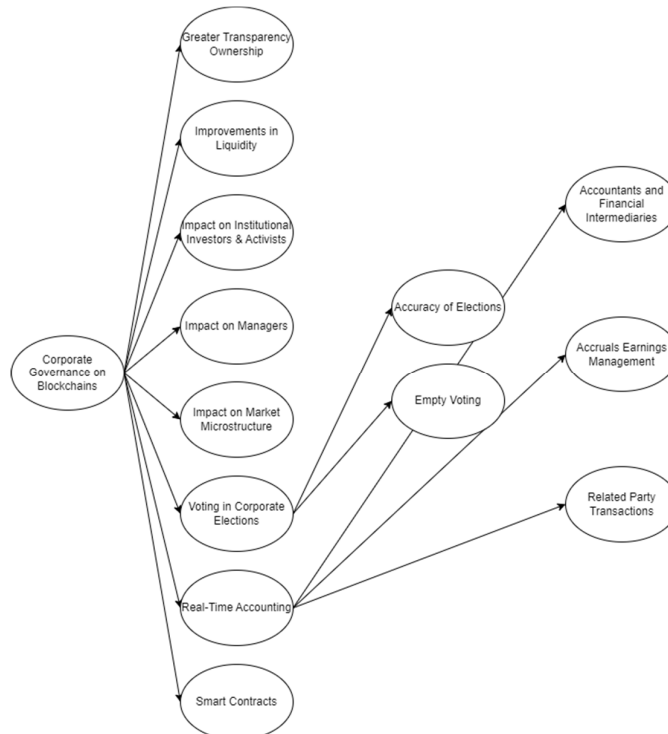 Greater Transparency
Ownership
Improvements in
Liquidity
Impact on Institutional
Investors & Activists
Impact on Managers
Corporate
Governance on
Blockchains
Impact on Market
Microstructure
Voting in Corporate
Elections
Real-Time Accounting
Smart Contracts
Accuracy of Elections
Empty Voting
Accountants and
Financial
Intermediaries
Accruals Earnings
Management
Related Party
Transactions